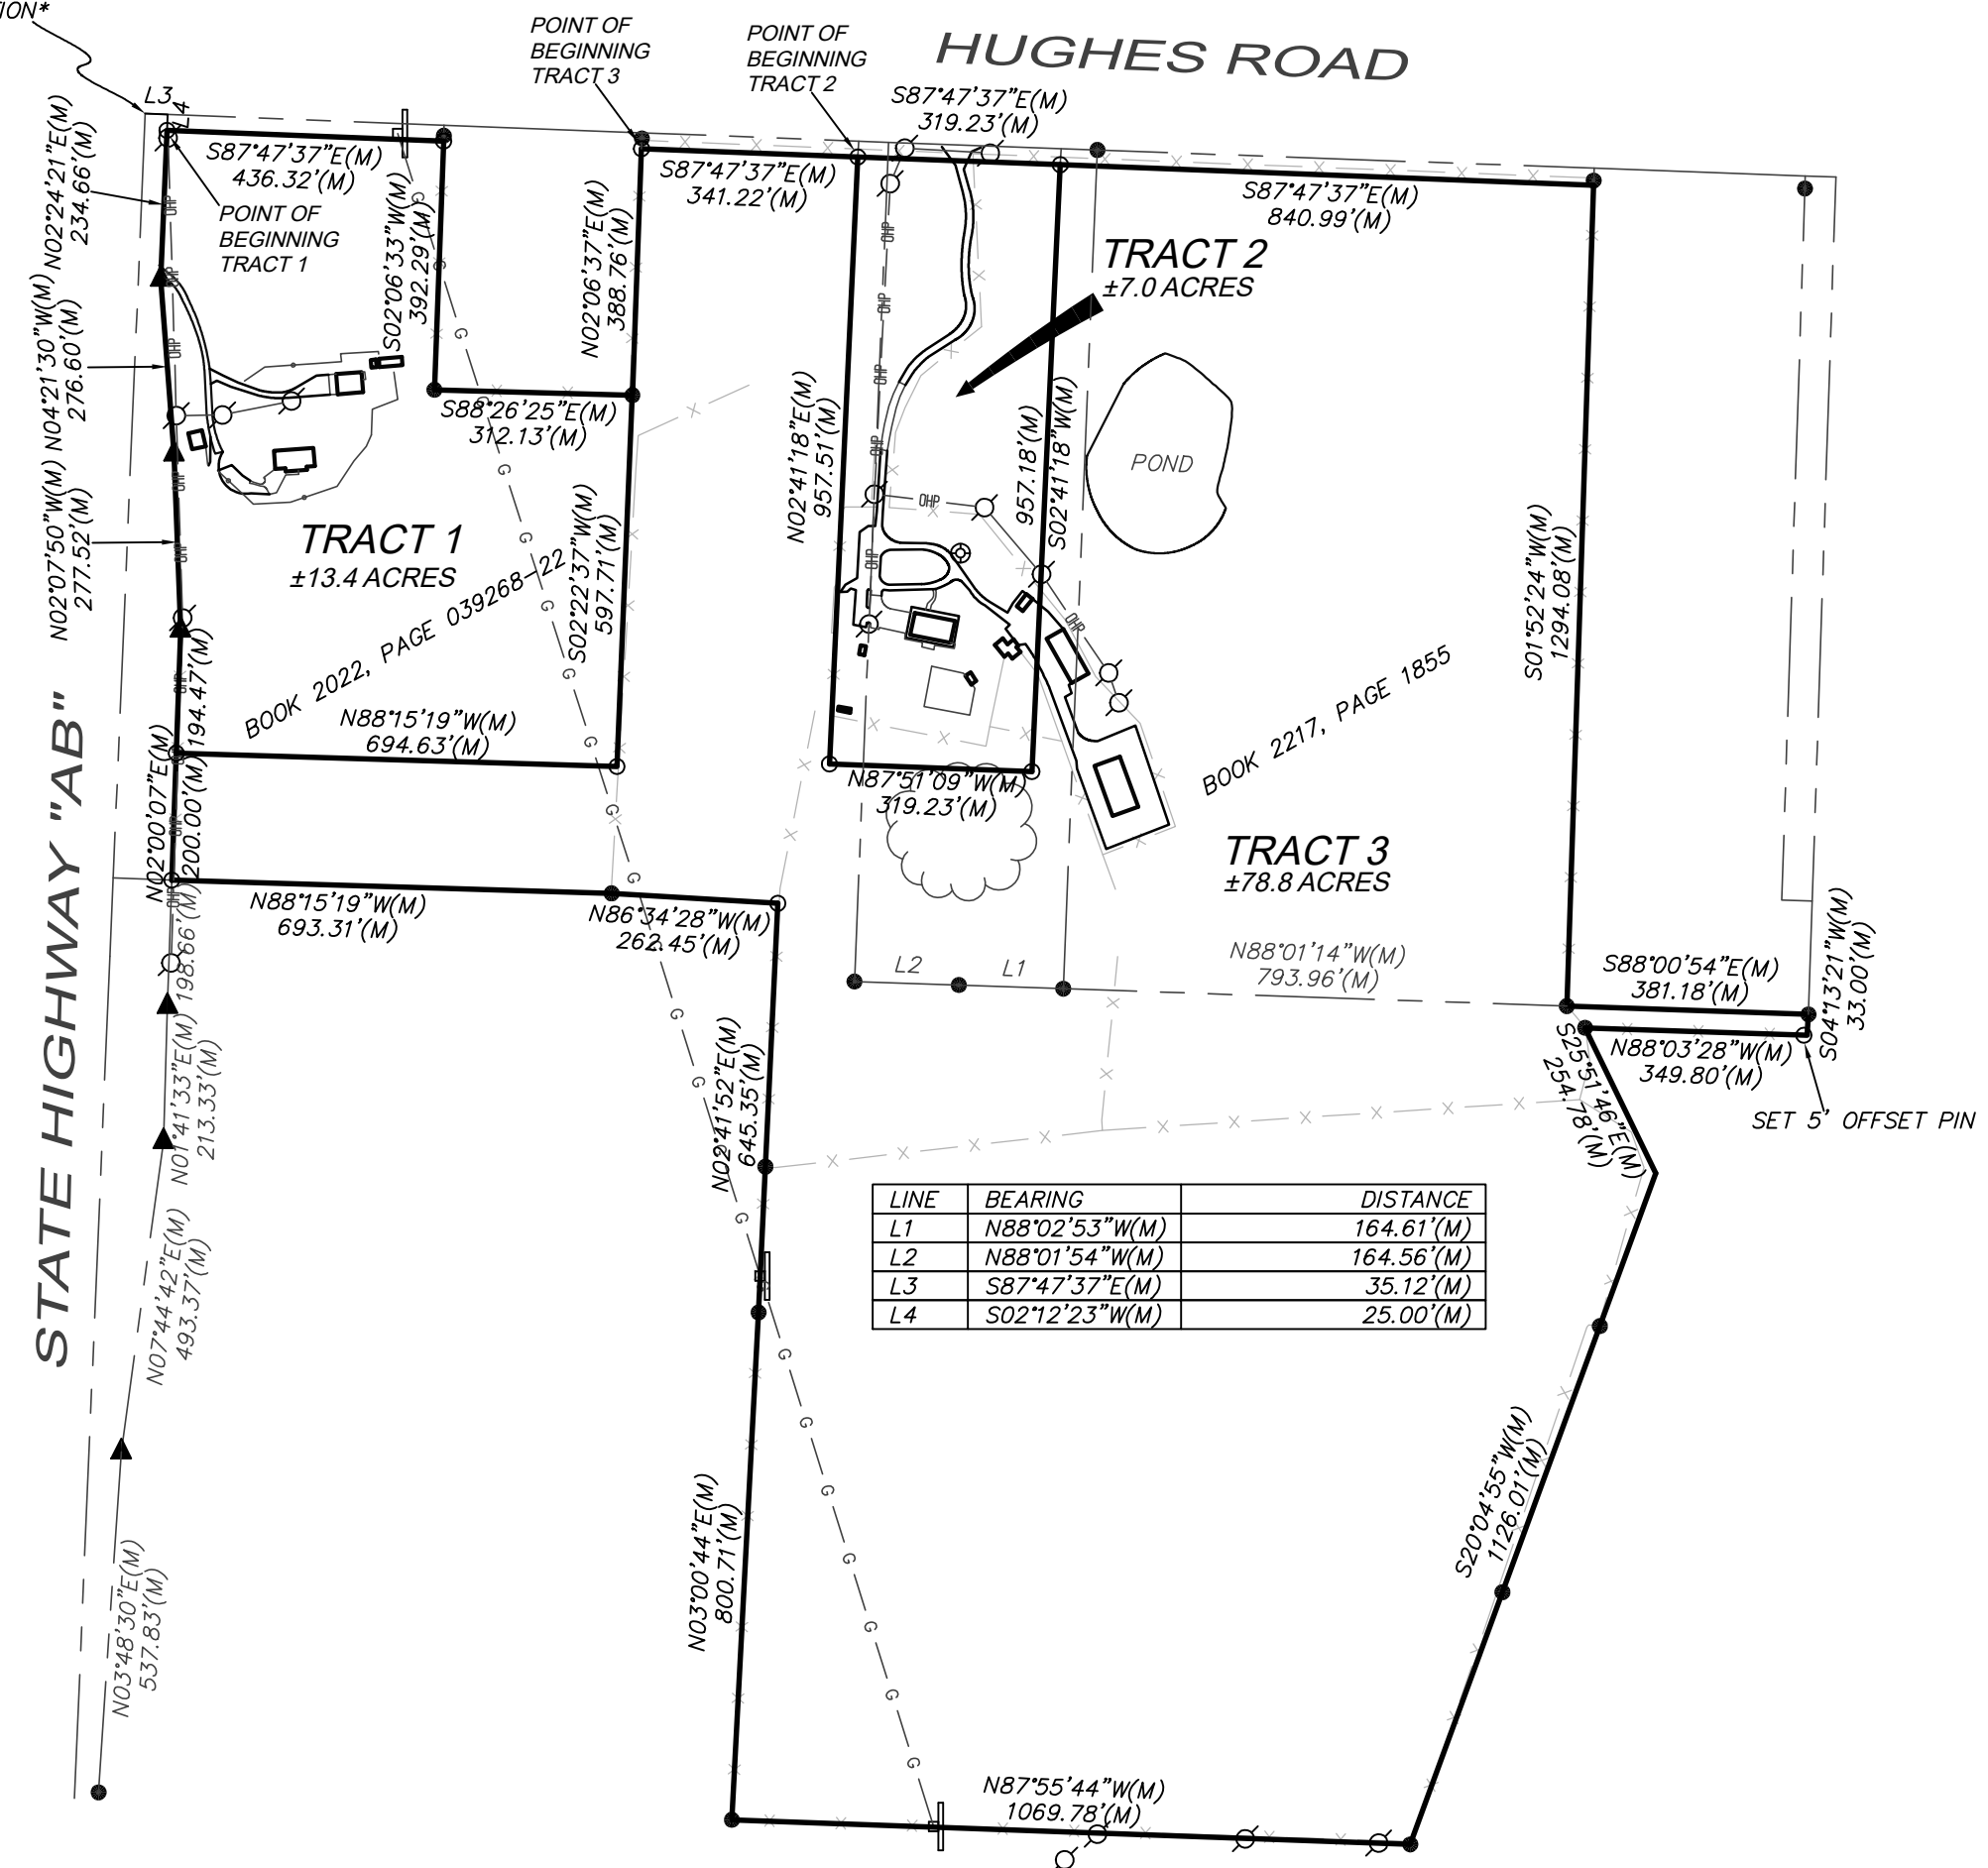 TION*
L3
L4
POINT OF
BEGINNING
TRACT 3
POINT OF
BEGINNING
TRACT 2
HUGHES ROAD
S87°47'37"E(M)
319.23'(M)
S87°47'37"E(M)
436.32'(M)
POINT OF
BEGINNING
TRACT 1
S87°47'37"E(M)
341.22'(M)
S87°47'37"E(M)
840.99'(M)
N02°24'21"E(M)
234.66'(M)
N04°21'30"W(M)
276.60'(M)
N02°07'50"W(M)
277.52'(M)
S02°06'33"W(M)
392.29'(M)
N02°06'37"E(M)
388.76'(M)
S88°26'25"E(M)
312.13'(M)
TRACT 2
±7.0 ACRES
POND
N02°41'18"E(M)
957.51'(M)
957.18'(M)
S02°41'18"W(M)
TRACT 1
±13.4 ACRES
BOOK 2022, PAGE 039268-22
S02°22'37"W(M)
597.71'(M)
S01°52'24"W(M)
1294.08'(M)
BOOK 2217, PAGE 1855
N88°15'19"W(M)
694.63'(M)
194.47'(M)
N02°00'07"E(M)
200.00'(M)
N87°51'09"W(M)
319.23'(M)
TRACT 3
±78.8 ACRES
STATE HIGHWAY "AB"
N88°15'19"W(M)
693.31'(M)
N86°34'28"W(M)
262.45'(M)
198.66'(M)
N01°41'33"E(M)
213.33'(M)
L2
L1
N88°01'14"W(M)
793.96'(M)
S88°00'54"E(M)
381.18'(M)
S04°13'21"W(M)
33.00'(M)
N88°03'28"W(M)
349.80'(M)
SET 5' OFFSET PIN
S25°51'46"E(M)
254.78'(M)
N02°41'52"E(M)
645.35'(M)
LINE BEARING DISTANCE
L1 N88°02'53"W(M) 164.61'(M)
L2 N88°01'54"W(M) 164.56'(M)
L3 S87°47'37"E(M) 35.12'(M)
L4 S02°12'23"W(M) 25.00'(M)
N07°44'42"E(M)
493.37'(M)
S20°04'55"W(M)
1126.01'(M)
N03°00'44"E(M)
800.71'(M)
N03°48'30"E(M)
537.83'(M)
N87°55'44"W(M)
1069.78'(M)